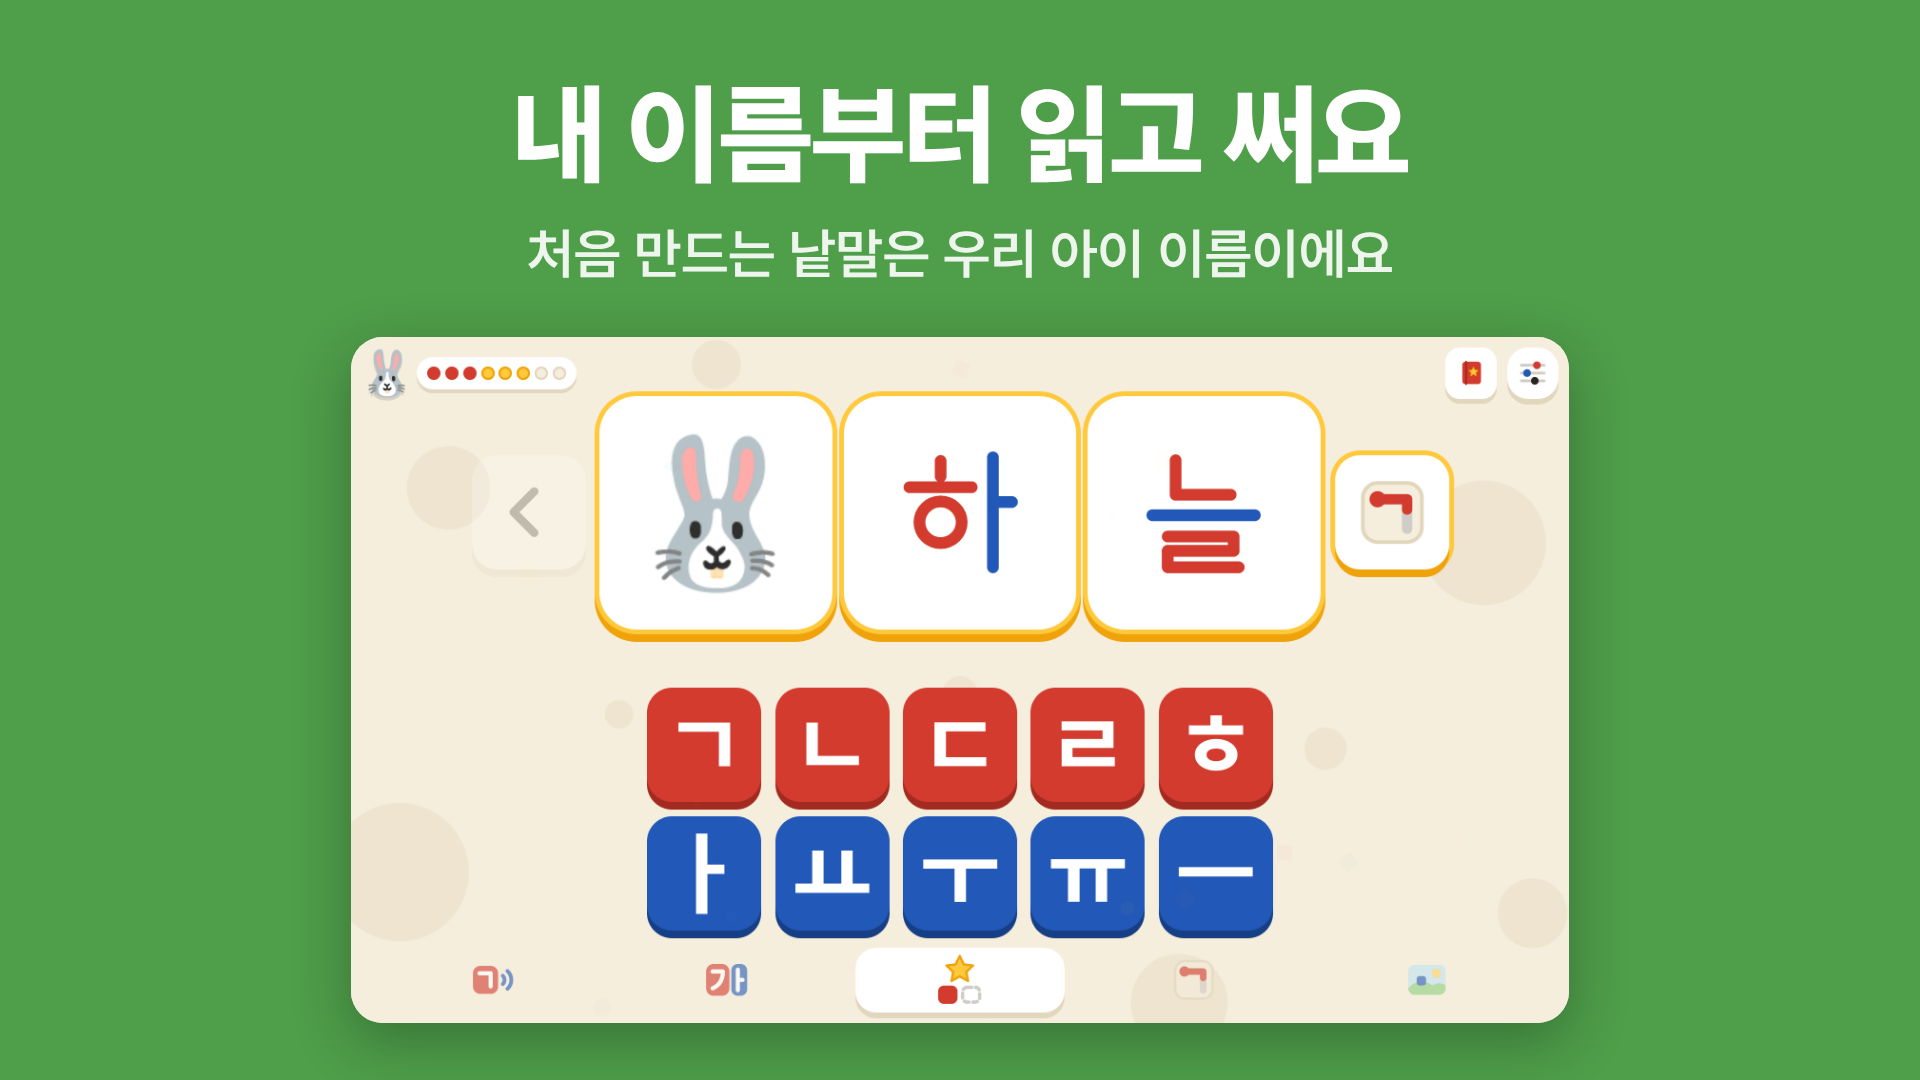 내 이름부터 읽고 써요
처음 만드는 낱말은 우리 아이 이름이에요
하 늘 ㄱ
ㄱ ㄴ ㄷ ㄹ ㅎ
ㅏ ㅛ ㅜ ㅠ ㅡ
ㄱ 가 ㄱ